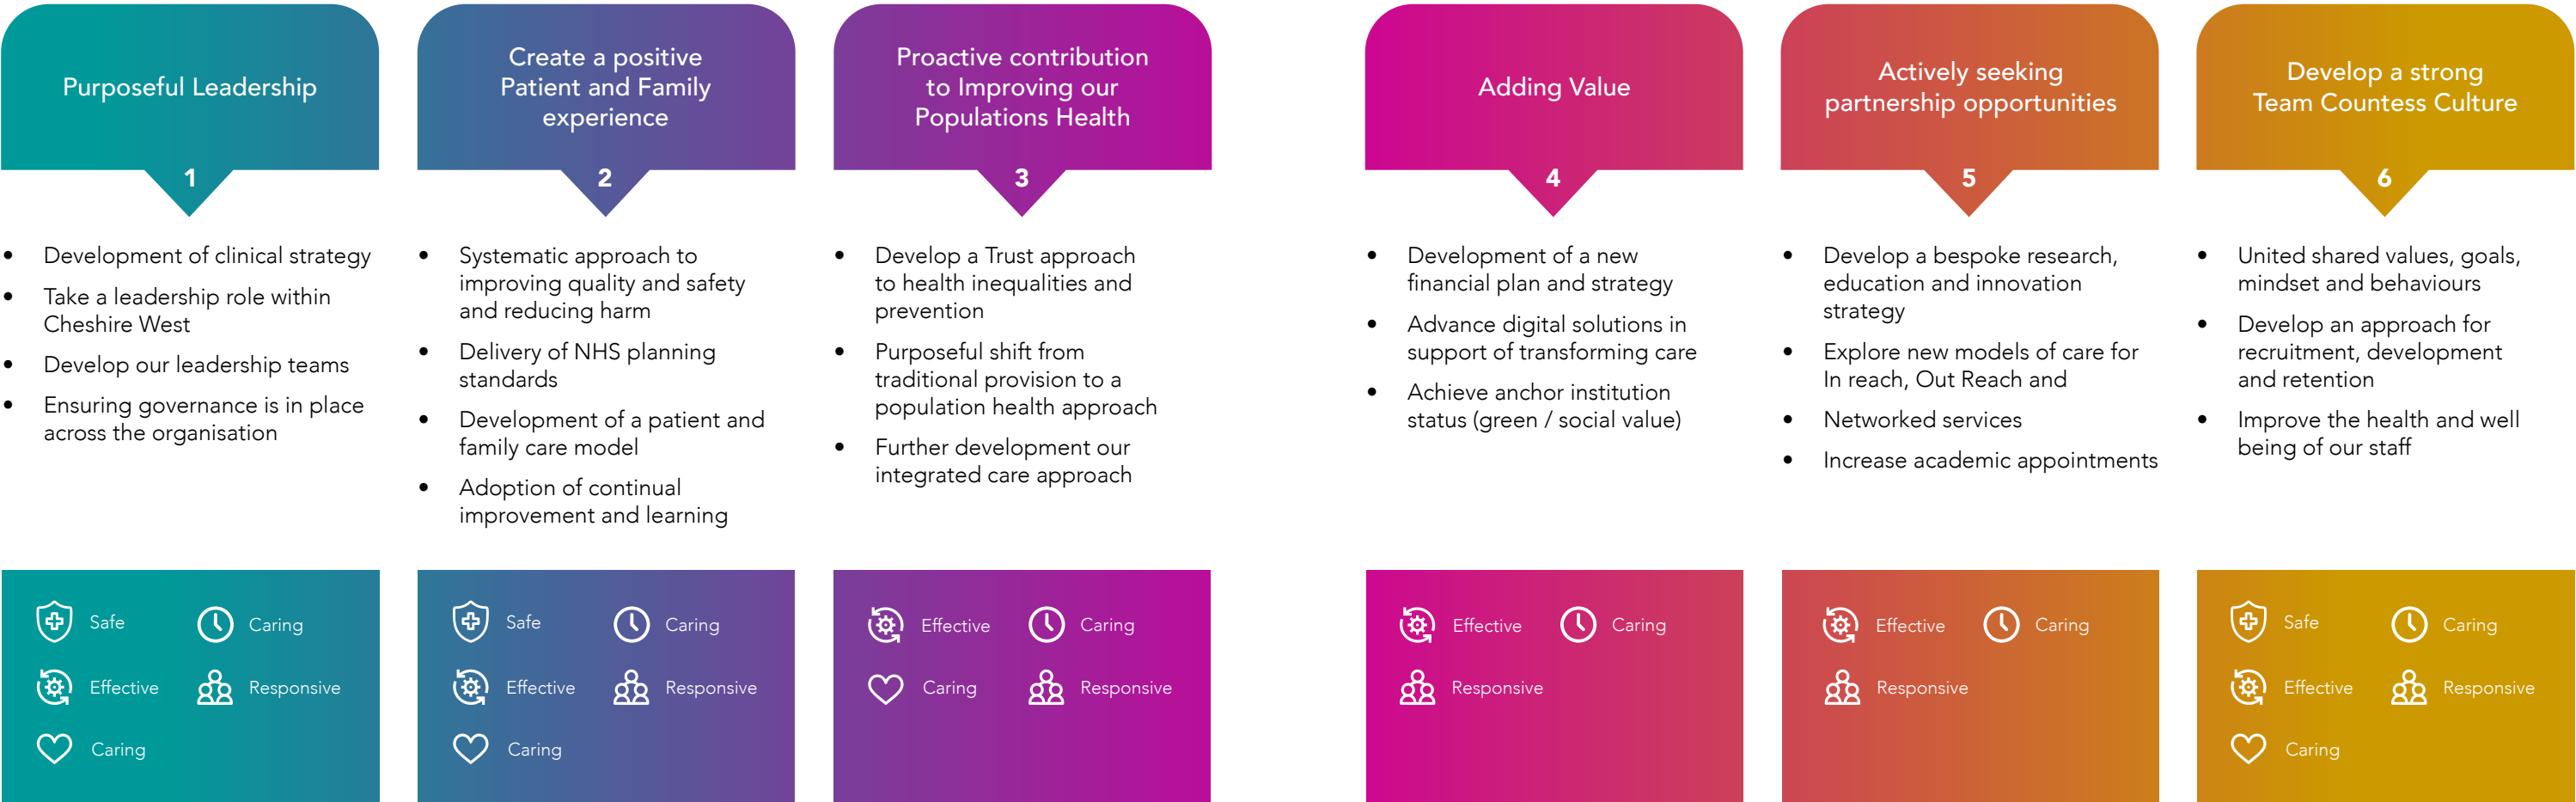 Purposeful Leadership
1
• Development of clinical strategy
• Take a leadership role within
Cheshire West
• Develop our leadership teams
• Ensuring governance is in place
across the organisation
Safe
Caring
Effective
Responsive
Caring
Create a positive
Patient and Family
experience
2
• Systematic approach to
improving quality and safety
and reducing harm
• Delivery of NHS planning
standards
• Development of a patient and
family care model
• Adoption of continual
improvement and learning
Safe
Caring
Effective
Responsive
Caring
Proactive contribution
to Improving our
Populations Health
3
• Develop a Trust approach
to health inequalities and
prevention
• Purposeful shift from
traditional provision to a
population health approach
• Further development our
integrated care approach
Effective
Caring
Caring
Responsive
Adding Value
4
• Development of a new
financial plan and strategy
• Advance digital solutions in
support of transforming care
• Achieve anchor institution
status (green / social value)
Effective
Caring
Responsive
Actively seeking
partnership opportunities
5
• Develop a bespoke research,
education and innovation
strategy
• Explore new models of care for
In reach, Out Reach and
• Networked services
• Increase academic appointments
Effective
Caring
Responsive
Develop a strong
Team Countess Culture
6
• United shared values, goals,
mindset and behaviours
• Develop an approach for
recruitment, development
and retention
• Improve the health and well
being of our staff
Safe
Caring
Effective
Responsive
Caring